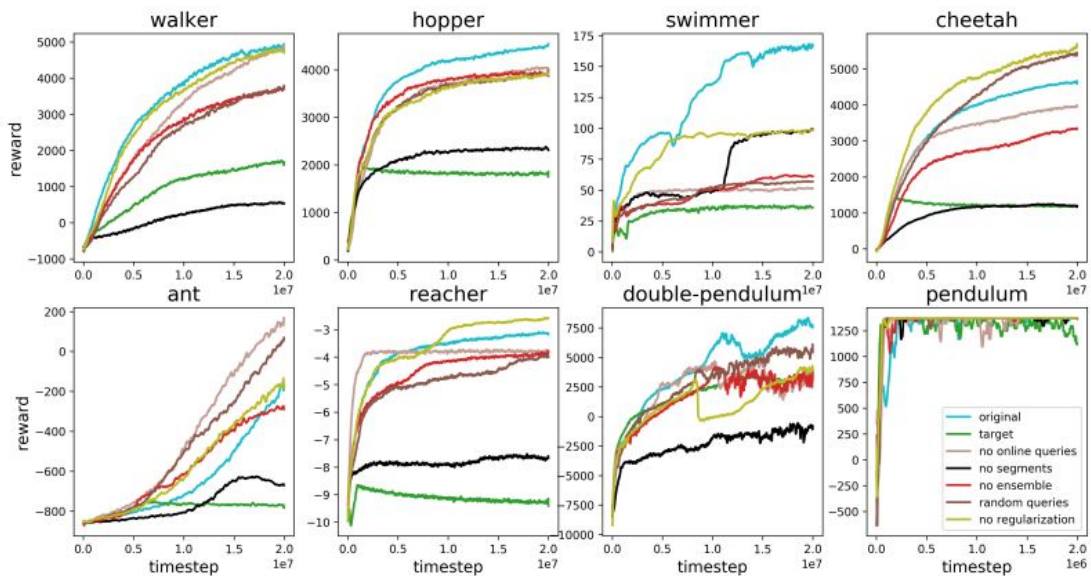 walker hopper swimmer cheetah
reward
5000 4000 3000 2000 1000 0 −1000
0.0 0.5 1.0 1.5 2.0
1e7
4000 3000 2000 1000 0
0.0 0.5 1.0 1.5 2.0
1e7
175 150 125 100 75 50 25 0
0.0 0.5 1.0 1.5 2.0
1e7
5000 4000 3000 2000 1000 0
0.0 0.5 1.0 1.5 2.0
1e7
ant reacher double-pendulum pendulum
reward
200 0 −200 −400 −600 −800
0.0 0.5 1.0 1.5 2.0
1e7
timestep
−3 −4 −5 −6 −7 −8 −9 −10
0.0 0.5 1.0 1.5 2.0
1e7
timestep
7500 5000 2500 0 −2500 −5000 −7500 10000
0.0 0.5 1.0 1.5 2.0
1e7
timestep
1250 1000 750 500 250 0 −250 −500
original
target
no online queries
no segments
no ensemble
random queries
no regularization
0.0 0.5 1.0 1.5 2.0
1e6
timestep